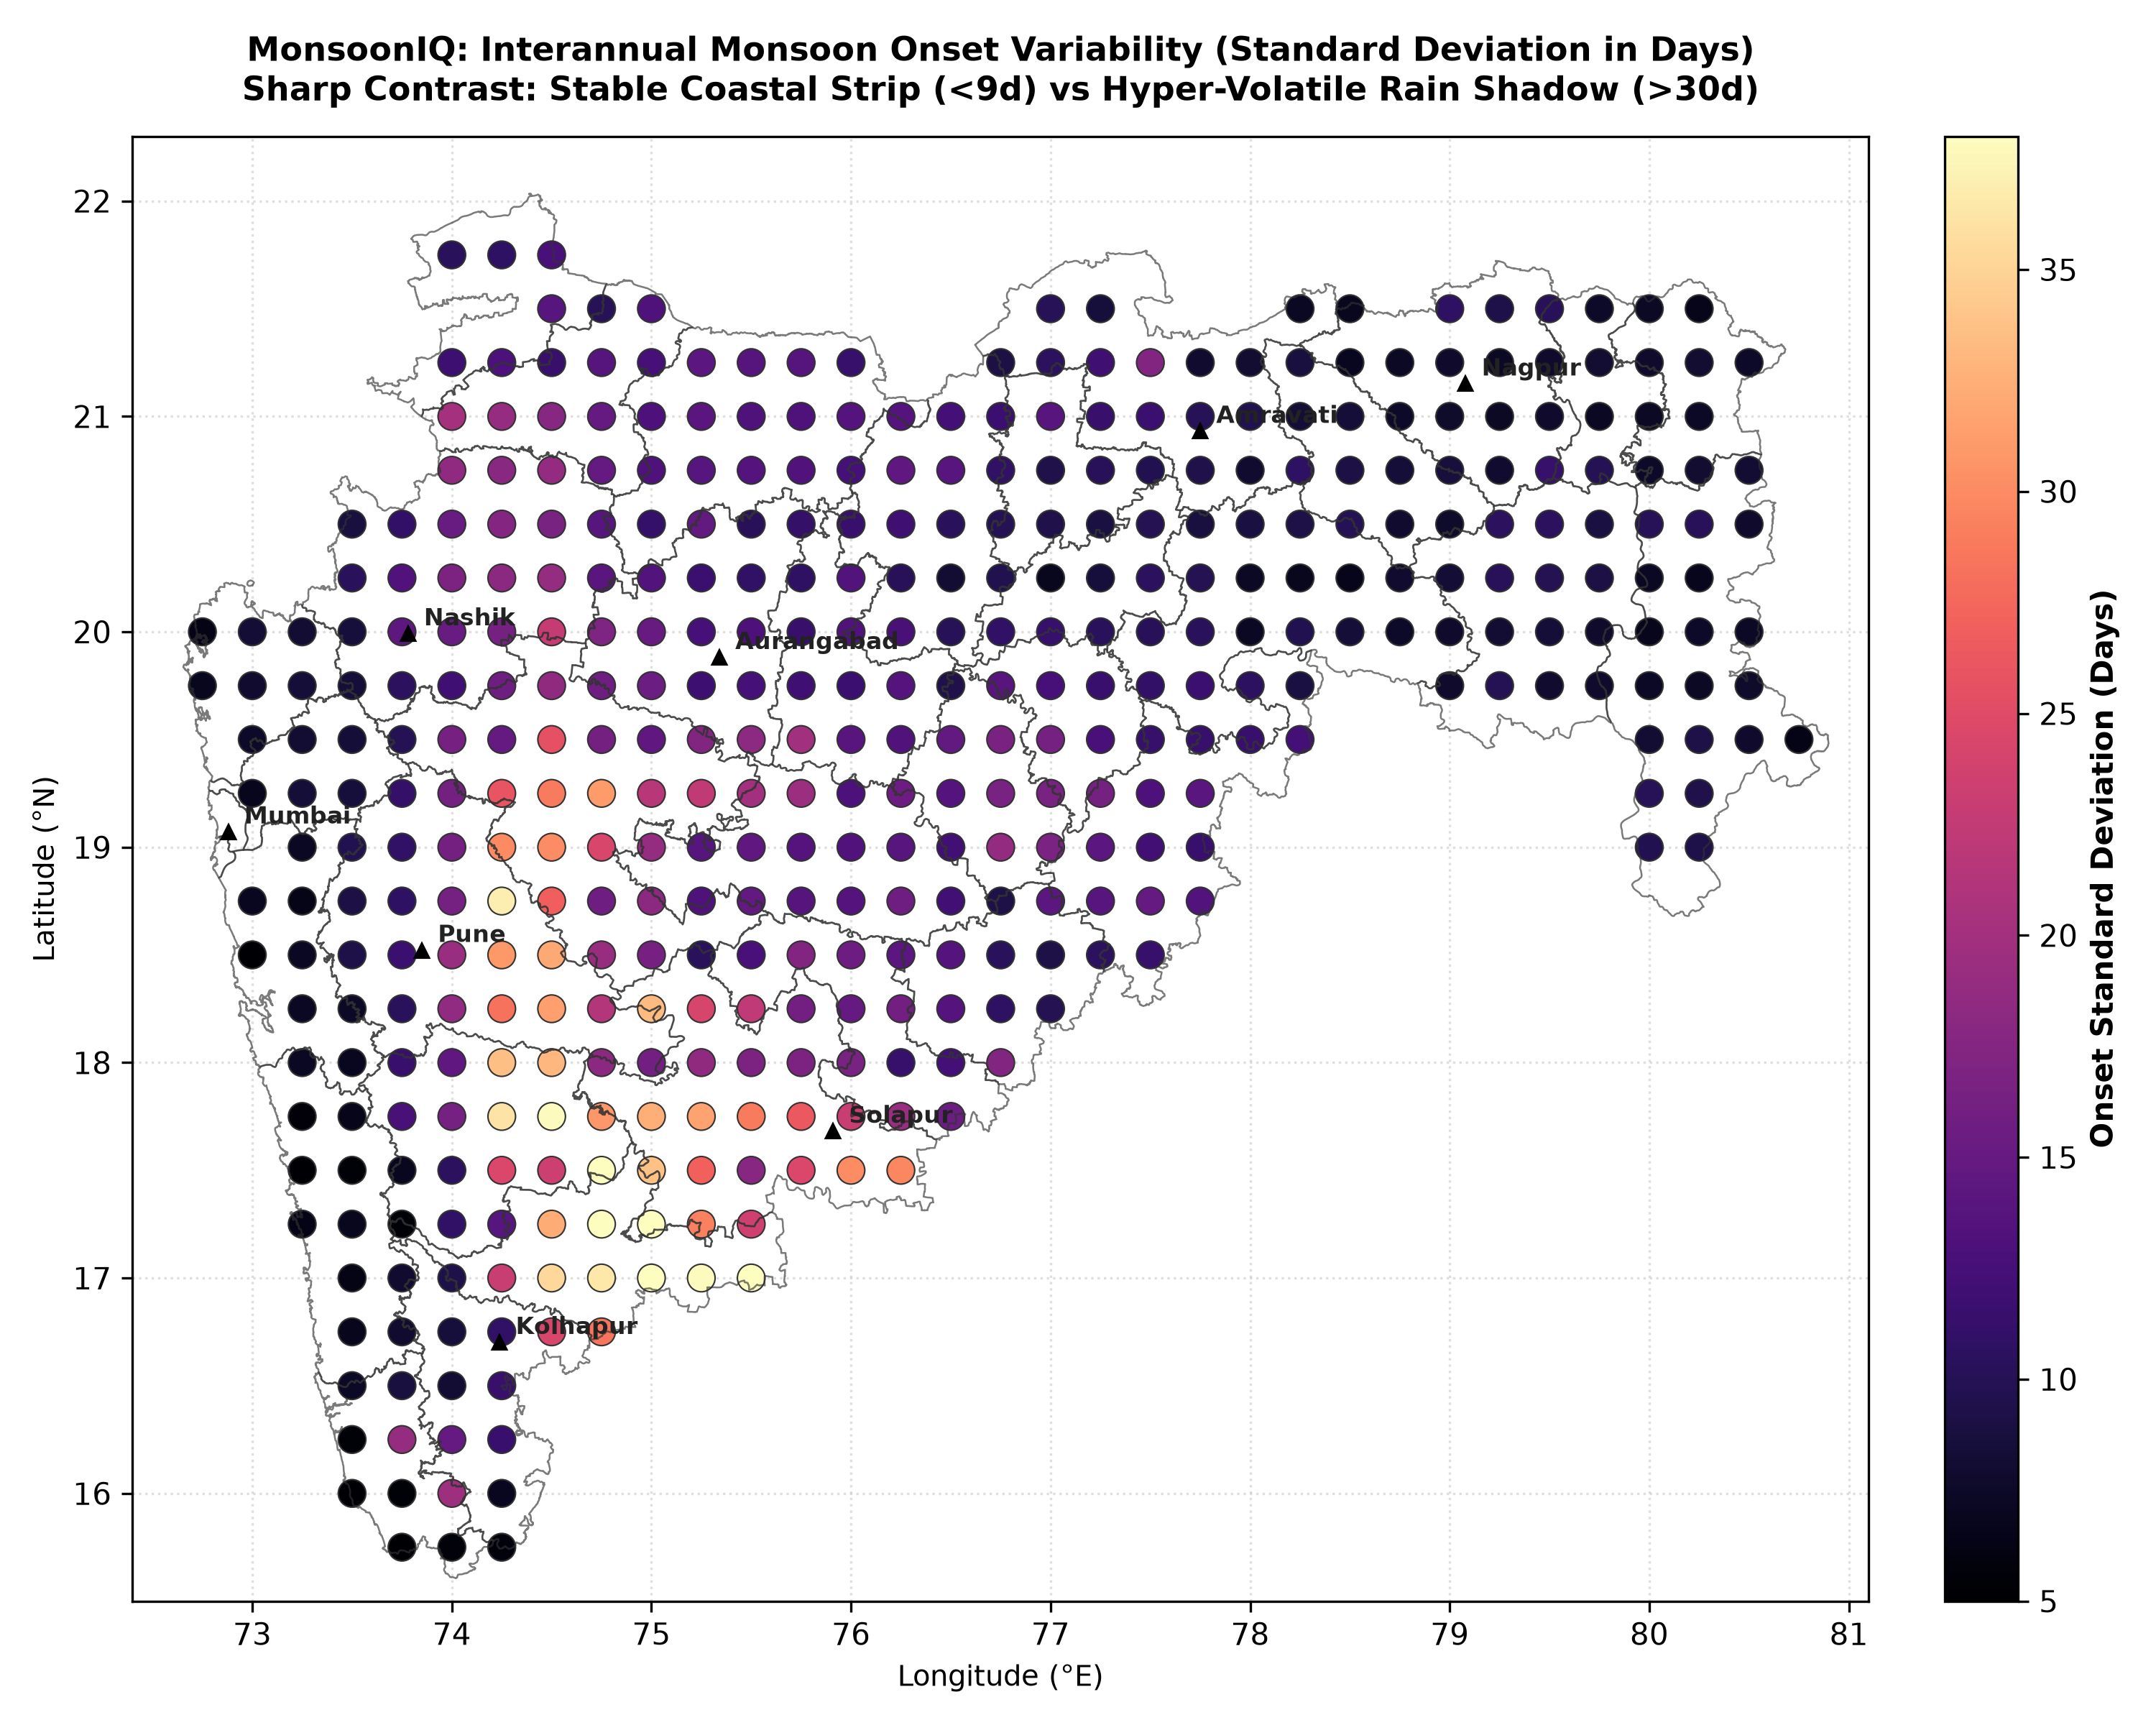 MonsoonIQ: Interannual Monsoon Onset Variability (Standard Deviation in Days)
Sharp Contrast: Stable Coastal Strip (<9d) vs Hyper-Volatile Rain Shadow (>30d)
22
21
20
19
18
17
16
Latitude (°N)
Nagpur
Amravati
Nashik
Aurangabad
Mumbai
Pune
Solapur
Kolhapur
73
74
75
76
77
78
79
80
81
Longitude (°E)
35
30
25
20
15
10
5
Onset Standard Deviation (Days)